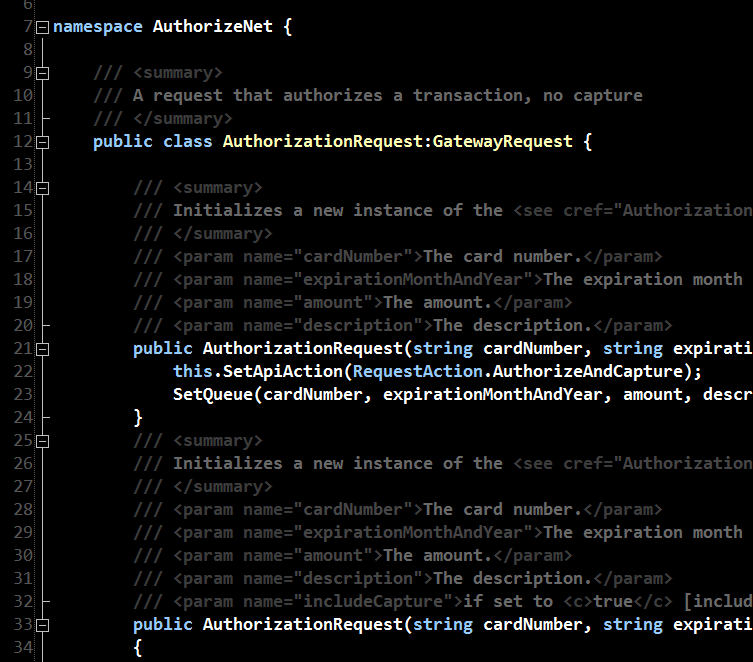 6
7 namespace AuthorizeNet {
8
9 /// <summary>
10 /// A request that authorizes a transaction, no capture
11 /// </summary>
12 public class AuthorizationRequest:GatewayRequest {
13
14 /// <summary>
15 /// Initializes a new instance of the <see cref="Authorization
16 /// </summary>
17 /// <param name="cardNumber">The card number.</param>
18 /// <param name="expirationMonthAndYear">The expiration month
19 /// <param name="amount">The amount.</param>
20 /// <param name="description">The description.</param>
21 public AuthorizationRequest(string cardNumber, string expirati
22 this.SetApiAction(RequestAction.AuthorizeAndCapture);
23 SetQueue(cardNumber, expirationMonthAndYear, amount, descr
24 }
25 /// <summary>
26 /// Initializes a new instance of the <see cref="Authorization
27 /// </summary>
28 /// <param name="cardNumber">The card number.</param>
29 /// <param name="expirationMonthAndYear">The expiration month
30 /// <param name="amount">The amount.</param>
31 /// <param name="description">The description.</param>
32 /// <param name="includeCapture">if set to <c>true</c> [includ
33 public AuthorizationRequest(string cardNumber, string expirati
34 {